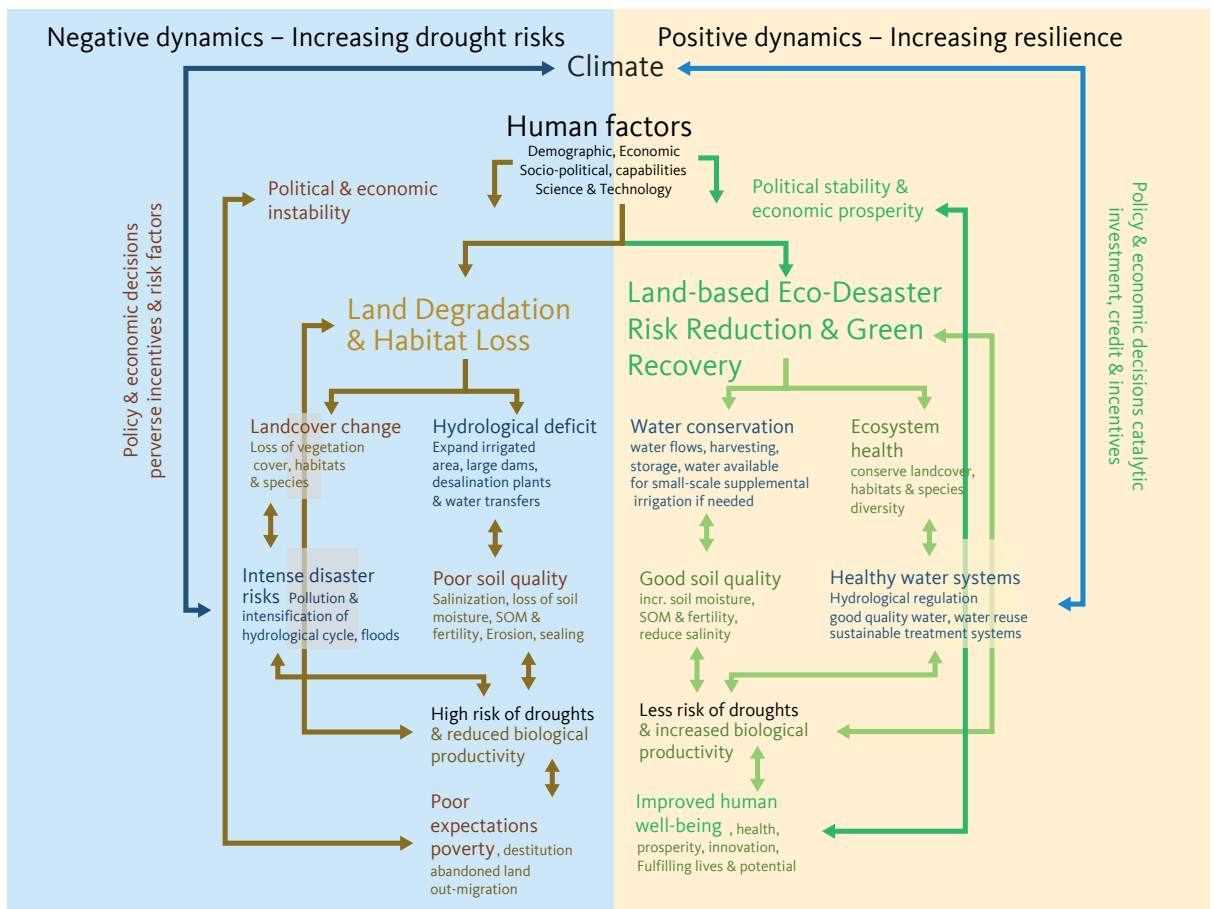 Negative dynamics – Increasing drought risks
Positive dynamics – Increasing resilience
Climate
Human factors
Demographic, Economic
Socio-political, capabilities
Science & Technology
Political & economic
instability
Political stability &
economic prosperity
Policy & economic decisions
perverse incentives & risk factors
Policy & economic decisions catalytic
investment, credit & incentives
Land Degradation
& Habitat Loss
Land-based Eco-Desaster
Risk Reduction & Green
Recovery
Landcover change
Loss of vegetation
cover, habitats
& species
Hydrological deficit
Expand irrigated
area, large dams,
desalination plants
& water transfers
Water conservation
water flows, harvesting,
storage, water available
for small-scale supplemental
irrigation if needed
Ecosystem
health
conserve landcover,
habitats & species
diversity
Intense disaster
risks Pollution &
intensification of
hydrological cycle, floods
Poor soil quality
Salinization, loss of soil
moisture, SOM &
fertility, Erosion, sealing
Good soil quality
incr. soil moisture,
SOM & fertility,
reduce salinity
Healthy water systems
Hydrological regulation
good quality water, water reuse
sustainable treatment systems
High risk of droughts
& reduced biological
productivity
Less risk of droughts
& increased biological
productivity
Poor
expectations
poverty, destitution
abandoned land
out-migration
Improved human
well-being , health,
prosperity, innovation,
Fulfilling lives & potential